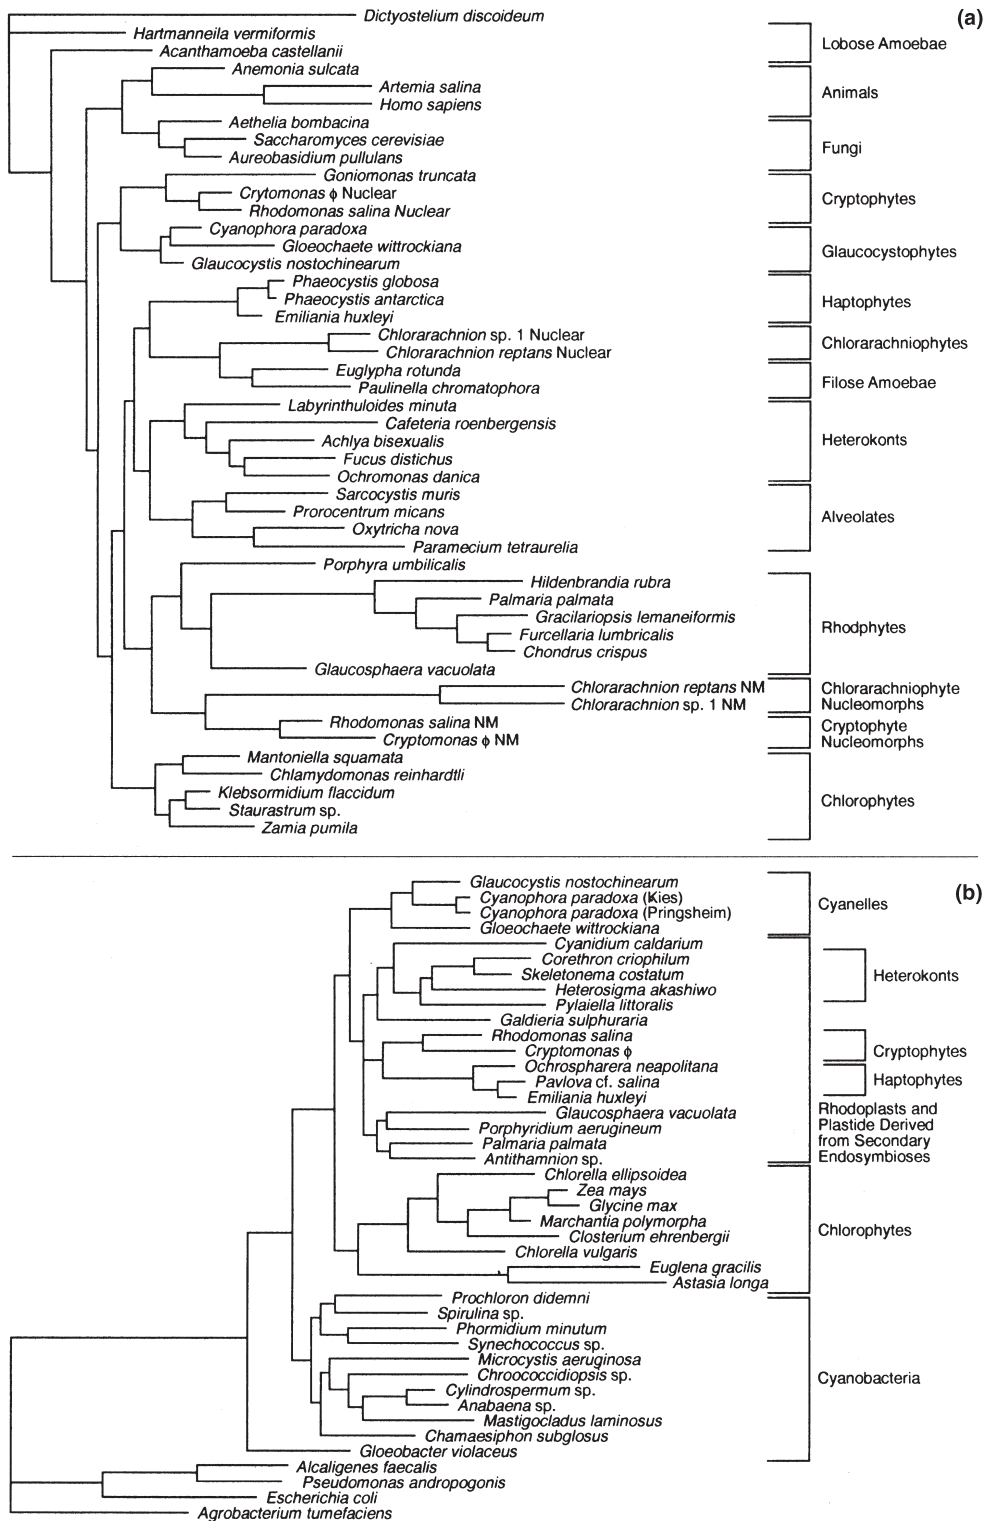 (a)
Dictyostelium discoideum
Hartmanneila vermiformis
Acanthamoeba castellanii
Lobose Amoebae
Anemonia sulcata
Artemia salina
Homo sapiens
Animals
Aethelia bombacina
Saccharomyces cerevisiae
Aureobasidium pullulans
Fungi
Goniomonas truncata
Crytomonas ϕ Nuclear
Rhodomonas salina Nuclear
Cryptophytes
Cyanophora paradoxa
Gloeochaete wittrockiana
Glaucocystis nostochinearum
Glaucocystophytes
Phaeocystis globosa
Phaeocystis antarctica
Emiliania huxleyi
Haptophytes
Chlorarachnion sp. 1 Nuclear
Chlorarachnion reptans Nuclear
Chlorarachniophytes
Euglypha rotunda
Paulinella chromatophora
Filose Amoebae
Labyrinthuloides minuta
Cafeteria roenbergensis
Achlya bisexualis
Fucus distichus
Ochromonas danica
Heterokonts
Sarcocystis muris
Prorocentrum micans
Oxytricha nova
Paramecium tetraurelia
Alveolates
Porphyra umbilicalis
Hildenbrandia rubra
Palmaria palmata
Gracilariopsis lemaneiformis
Furcellaria lumbricalis
Chondrus crispus
Glaucosphaera vacuolata
Rhodphytes
Chlorarachnion reptans NM
Chlorarachnion sp. 1 NM
Chlorarachniophyte
Nucleomorphs
Rhodomonas salina NM
Cryptomonas ϕ NM
Cryptophyte
Nucleomorphs
Mantoniella squamata
Chlamydomonas reinhardtli
Klebsormidium flaccidum
Staurastrum sp.
Zamia pumila
Chlorophytes
(b)
Glaucocystis nostochinearum
Cyanophora paradoxa (Kies)
Cyanophora paradoxa (Pringsheim)
Gloeochaete wittrockiana
Cyanelles
Cyanidium caldarium
Corethron criophilum
Skeletonema costatum
Heterosigma akashiwo
Pylaiella littoralis
Heterokonts
Galdieria sulphuraria
Rhodomonas salina
Cryptomonas ϕ
Cryptophytes
Ochrospharera neapolitana
Pavlova cf. salina
Emiliania huxleyi
Haptophytes
Glaucosphaera vacuolata
Porphyridium aerugineum
Palmaria palmata
Antithamnion sp.
Rhodoplasts and
Plastide Derived
from Secondary
Endosymbioses
Chlorella ellipsoidea
Zea mays
Glycine max
Marchantia polymorpha
Closterium ehrenbergii
Chlorella vulgaris
Euglena gracilis
Astasia longa
Chlorophytes
Prochloron didemni
Spirulina sp.
Phormidium minutum
Synechococcus sp.
Microcystis aeruginosa
Chroococcidiopsis sp.
Cylindrospermum sp.
Anabaena sp.
Mastigocladus laminosus
Chamaesiphon subglosus
Gloeobacter violaceus
Cyanobacteria
Alcaligenes faecalis
Pseudomonas andropogonis
Escherichia coli
Agrobacterium tumefaciens